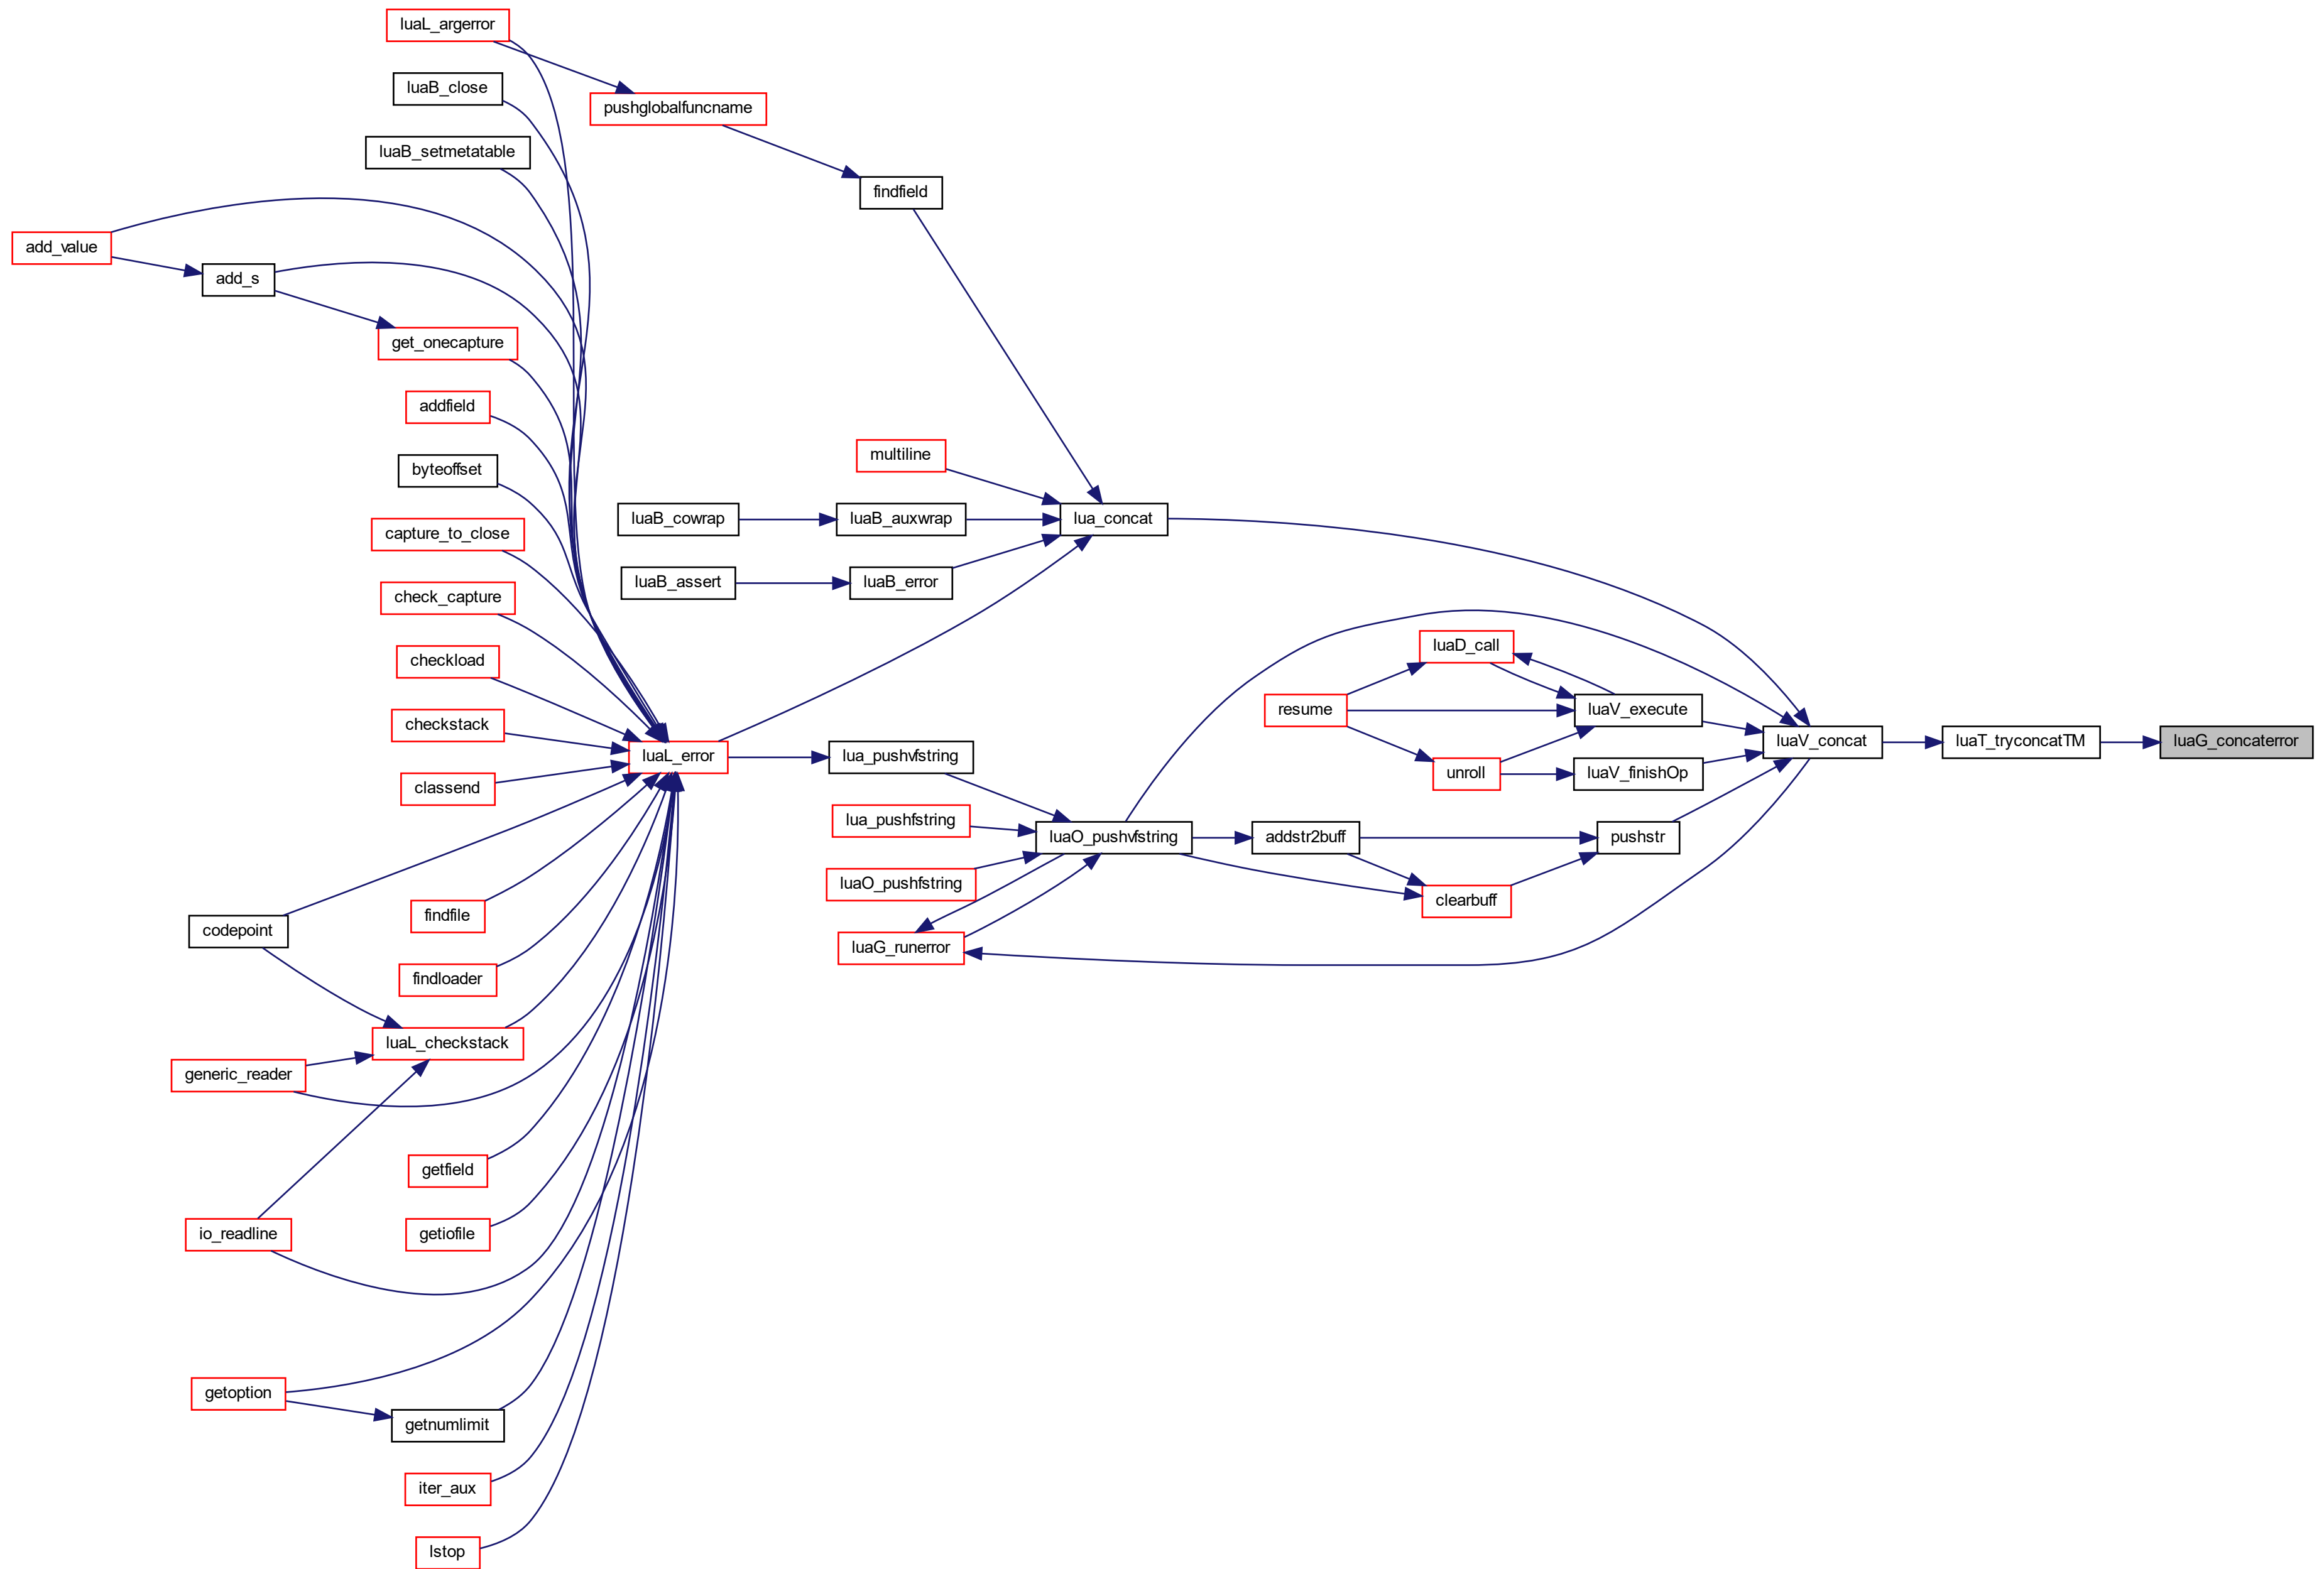 luaL_argerror
luaB_close
pushglobalfuncname
luaB_setmetatable
findfield
add_value
add_s
get_onecapture
addfield
multiline
byteoffset
luaB_cowrap
luaB_auxwrap
lua_concat
capture_to_close
luaB_assert
luaB_error
check_capture
luaD_call
checkload
resume
luaV_execute
checkstack
luaL_error
lua_pushvfstring
luaV_concat
luaT_tryconcatTM
luaG_concaterror
unroll
luaV_finishOp
classend
lua_pushfstring
luaO_pushvfstring
addstr2buff
pushstr
luaO_pushfstring
clearbuff
findfile
codepoint
luaG_runerror
findloader
luaL_checkstack
generic_reader
getfield
io_readline
getiofile
getoption
getnumlimit
iter_aux
lstop